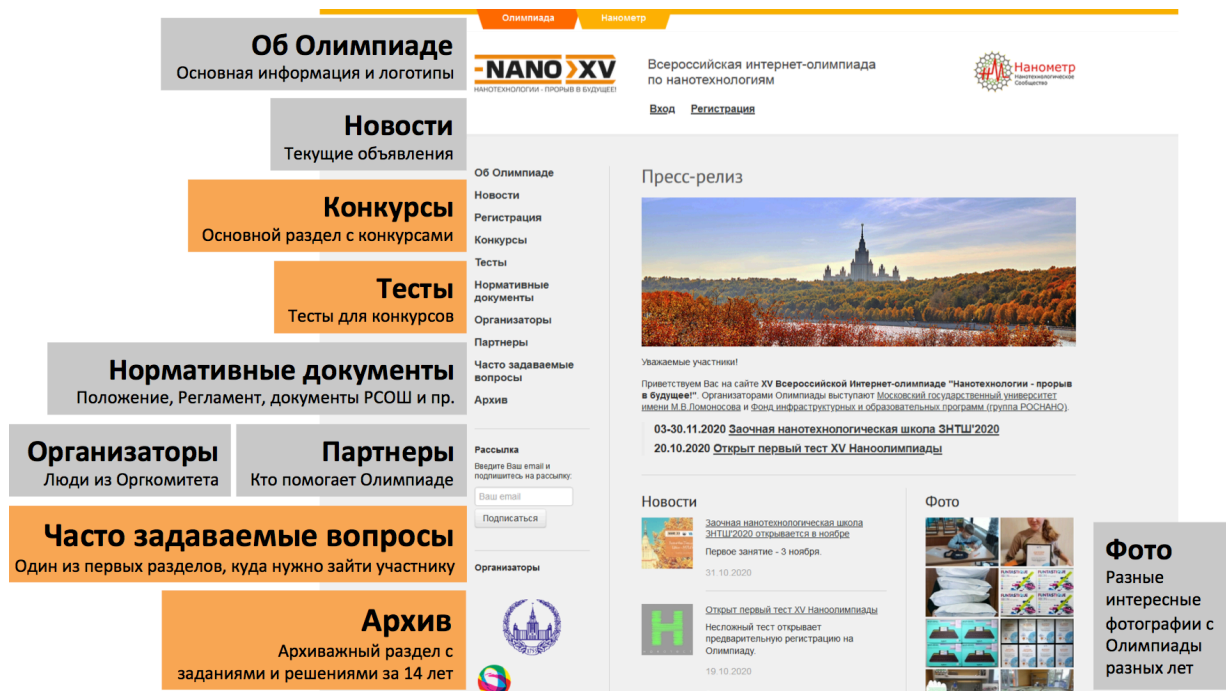 Олимпиада
Нанометр
Об Олимпиаде
Основная информация и логотипы
Новости
Текущие объявления
Конкурсы
Основной раздел с конкурсами
Тесты
Тесты для конкурсов
Нормативные документы
Положение, Регламент, документы РСОШ и пр.
Организаторы
Люди из Оргкомитета
Партнеры
Кто помогает Олимпиаде
Часто задаваемые вопросы
Один из первых разделов, куда нужно зайти участнику
Архив
Архиважный раздел с
заданиями и решениями за 14 лет
NANO XV
НАНОТЕХНОЛОГИИ - ПРОРЫВ В БУДУЩЕЕ!
Всероссийская интернет-олимпиада
по нанотехнологиям
Вход Регистрация
Нанометр
Нанотехнологическое
Сообщество
Об Олимпиаде
Новости
Регистрация
Конкурсы
Тесты
Нормативные
документы
Организаторы
Партнеры
Часто задаваемые
вопросы
Архив
Рассылка
Введите Ваш email и
подпишитесь на рассылку:
Ваш email
Подписаться
Организаторы
Пресс-релиз
Уважаемые участники!
Приветствуем Вас на сайте XV Всероссийской Интернет-олимпиаде "Нанотехнологии - прорыв
в будущее!". Организаторами Олимпиады выступают Московский государственный университет
имени М.В.Ломоносова и Фонд инфраструктурных и образовательных программ (группа РОСНАНО).
03-30.11.2020 Заочная нанотехнологическая школа ЗНТШ'2020
20.10.2020 Открыт первый тест XV Наноолимпиады
Новости
Заочная нанотехнологическая школа
ЗНТШ'2020 открывается в ноябре
Первое занятие - 3 ноября.
31.10.2020
Открыт первый тест XV Наноолимпиады
Несложный тест открывает
предварительную регистрацию на
Олимпиаду.
19.10.2020
Фото
Фото
Разные
интересные
фотографии с
Олимпиады
разных лет